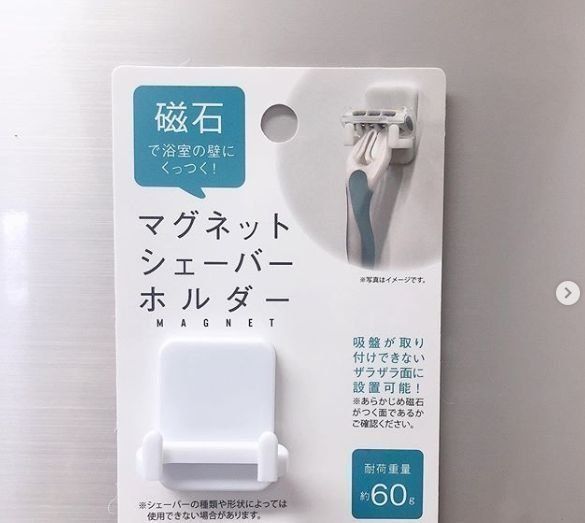 磁石
で浴室の壁に
くっつく!
マグネット
シェーバー
ホルダー
MAGNET
※写真はイメージです。
吸盤が取り
付けできない
ザラザラ面に
設置可能!
※あらかじめ磁石
がつく面であるか
ご確認ください。
耐荷重量
約60g
※シェーバーの種類や形状によっては
使用できない場合があります。